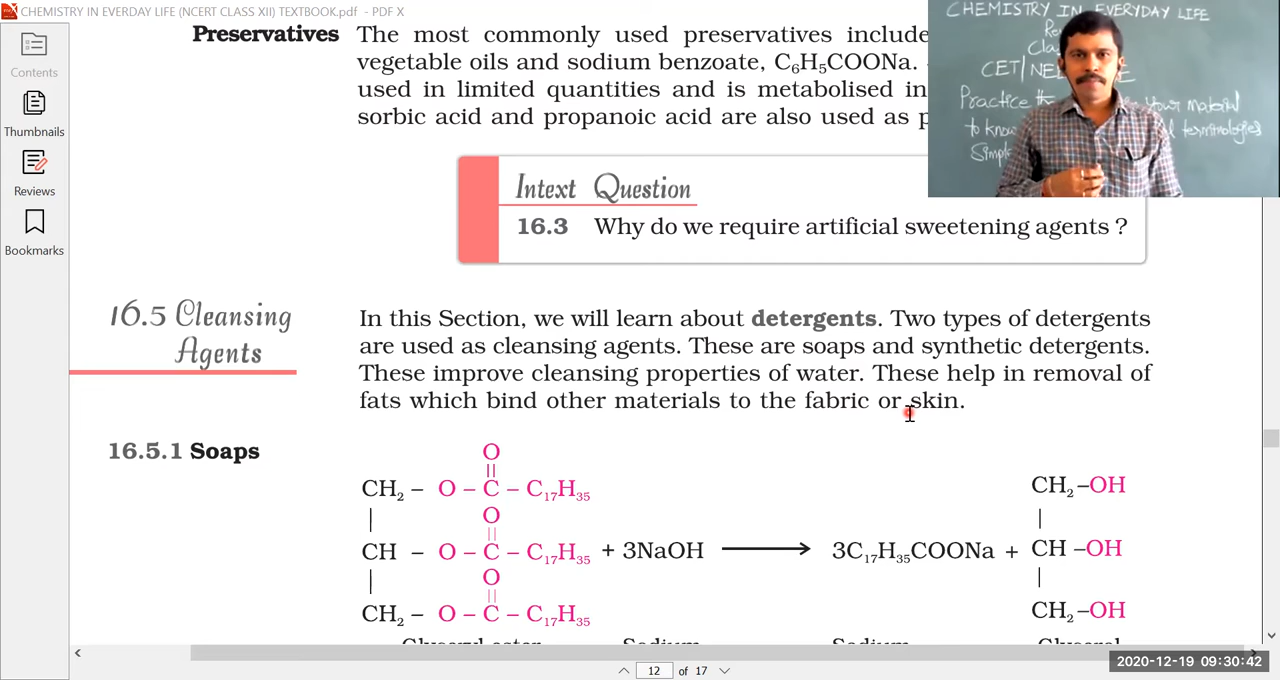 CHEMISTRY IN EVERDAY LIFE (NCERT CLASS XII) TEXTBOOK.pdf - PDF X
Contents
Thumbnails
Reviews
Bookmarks
Preservatives
The most commonly used preservatives include
vegetable oils and sodium benzoate, C₆H₅COONa.
used in limited quantities and is metabolised in
sorbic acid and propanoic acid are also used as p
CHEMISTRY IN EVERYDAY LIFE
CET/NE
Practice the
your material
to know
terminologies
Intext Question
16.3 Why do we require artificial sweetening agents ?
16.5 Cleansing
Agents
In this Section, we will learn about detergents. Two types of detergents
are used as cleansing agents. These are soaps and synthetic detergents.
These improve cleansing properties of water. These help in removal of
fats which bind other materials to the fabric or skin.
16.5.1 Soaps
O
||
CH₂ – O – C – C₁₇H₃₅
| O
||
CH – O – C – C₁₇H₃₅ + 3NaOH ⟶ 3C₁₇H₃₅COONa +
| O
||
CH₂ – O – C – C₁₇H₃₅
CH₂–OH
|
CH –OH
|
CH₂–OH
Glyceryl ester Sodium Sodium Glycerol
12 of 17
2020-12-19 09:30:42